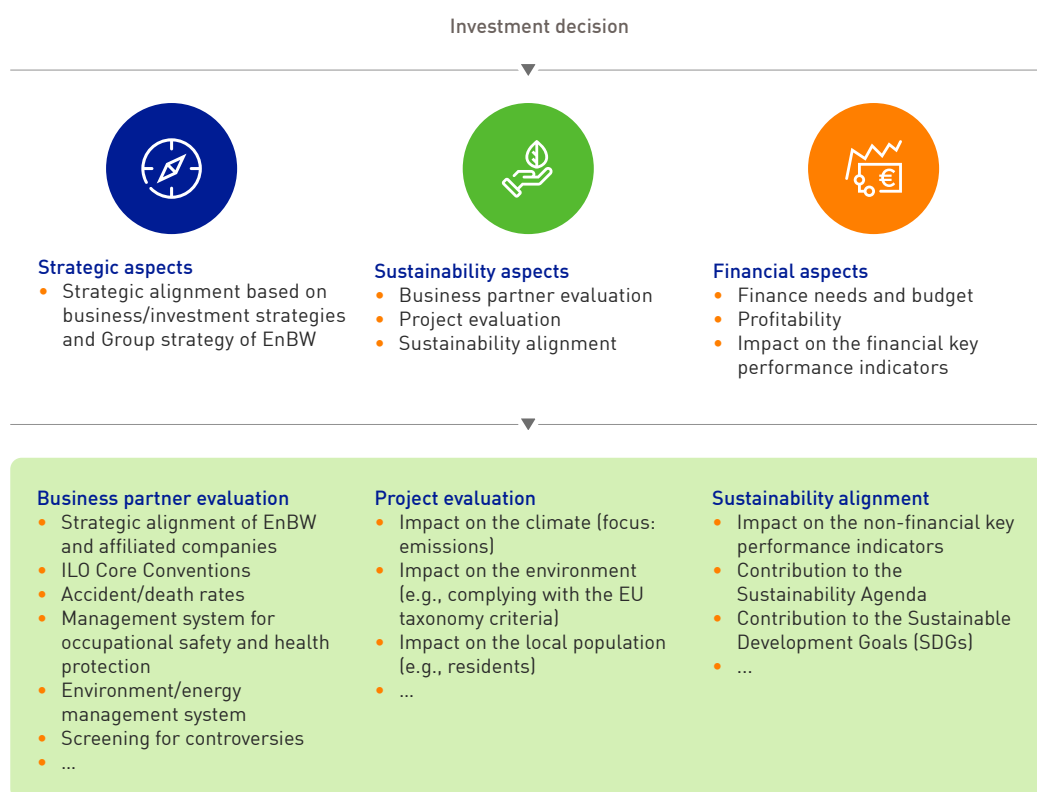 Investment decision
€
Strategic aspects
• Strategic alignment based on
business/investment strategies
and Group strategy of EnBW
Sustainability aspects
• Business partner evaluation
• Project evaluation
• Sustainability alignment
Financial aspects
• Finance needs and budget
• Profitability
• Impact on the financial key
performance indicators
Business partner evaluation
• Strategic alignment of EnBW
and affiliated companies
• ILO Core Conventions
• Accident/death rates
• Management system for
occupational safety and health
protection
• Environment/energy
management system
• Screening for controversies
• ...
Project evaluation
• Impact on the climate (focus:
emissions)
• Impact on the environment
(e.g., complying with the EU
taxonomy criteria)
• Impact on the local population
(e.g., residents)
• ...
Sustainability alignment
• Impact on the non-financial key
performance indicators
• Contribution to the
Sustainability Agenda
• Contribution to the Sustainable
Development Goals (SDGs)
• ...